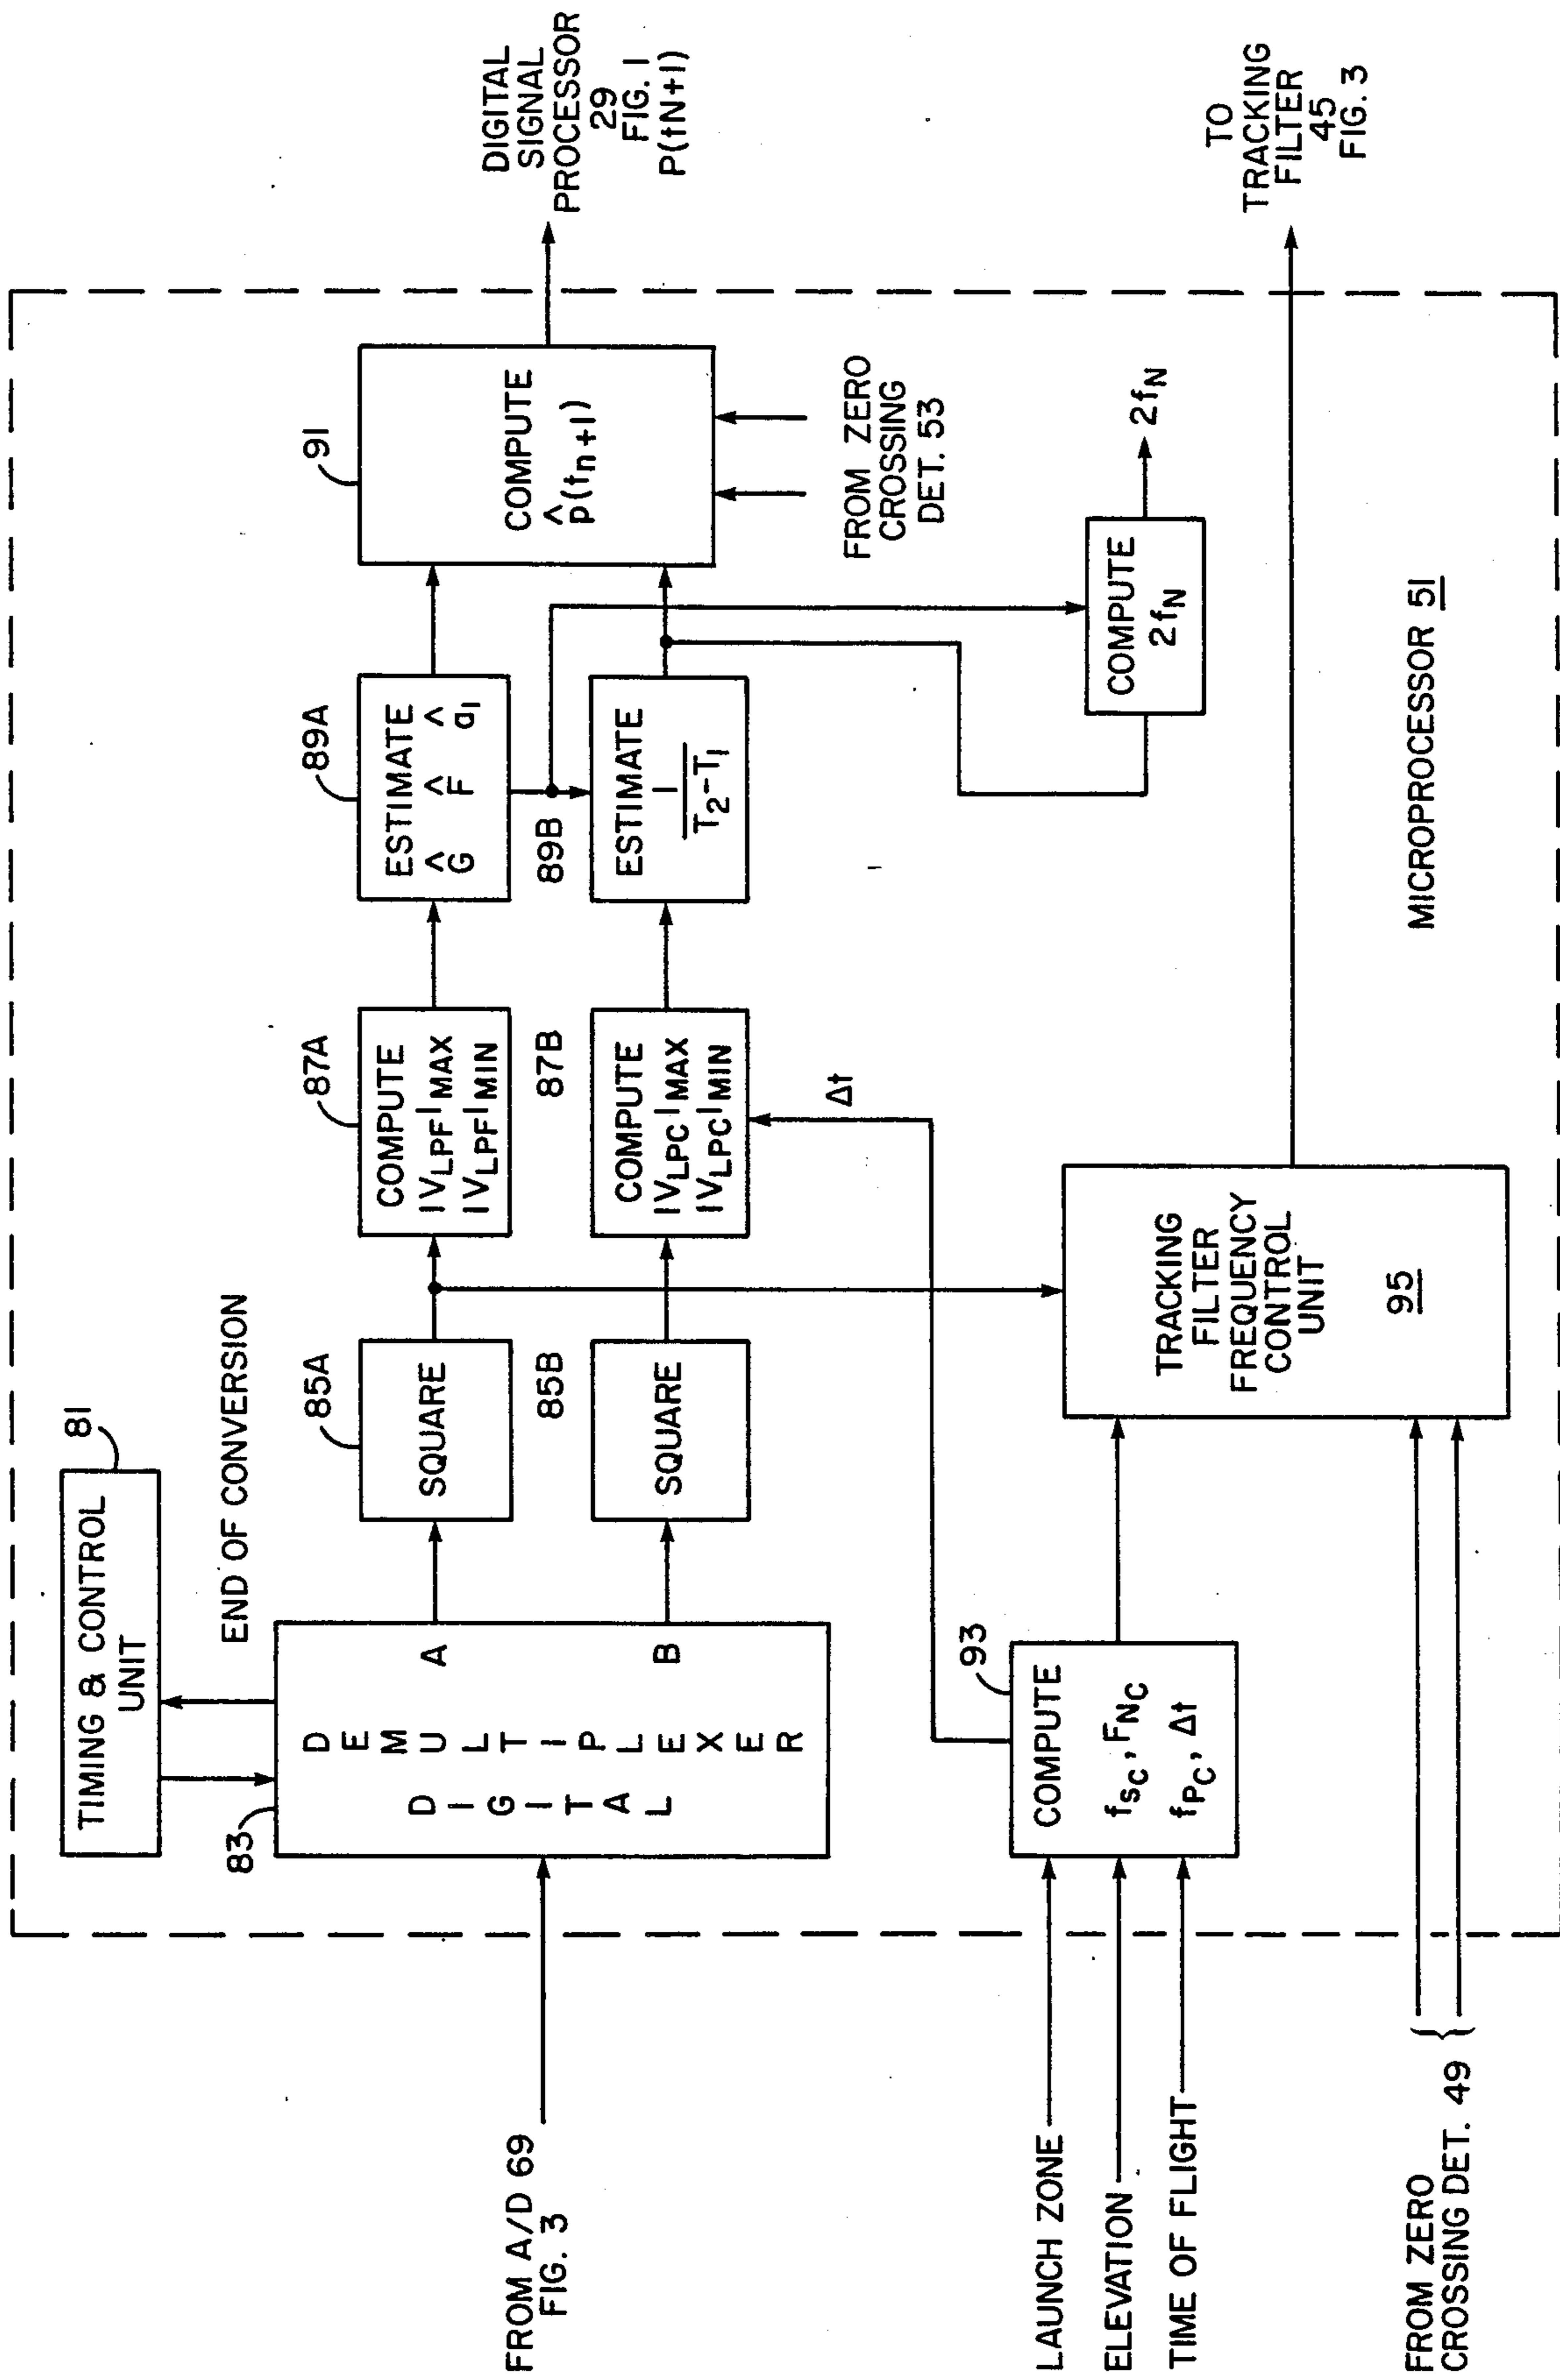 81
TIMING & CONTROL
UNIT
END OF CONVERSION
83
DIGITAL
DEMULTIPLEXER
A
B
FROM A/D 69
FIG. 3
85A
SQUARE
85B
SQUARE
87A
COMPUTE
|V_LPF|MAX
|V_LPF|MIN
87B
COMPUTE
|V_LPC|MAX
|V_LPC|MIN
Δt
89A
ESTIMATE
Ĝ F̂ â1
89B
ESTIMATE
1
T2-T1
91
COMPUTE
p̂(tn+1)
FROM ZERO
CROSSING
DET. 53
DIGITAL
SIGNAL
PROCESSOR
29
FIG. 1
P(tN+1)
COMPUTE
2fN
2fN
LAUNCH ZONE
ELEVATION
TIME OF FLIGHT
93
COMPUTE
fSC, FNC
fPC, Δt
TRACKING
FILTER
FREQUENCY
CONTROL
UNIT
95
FROM ZERO
CROSSING DET. 49
TO
TRACKING
FILTER
45
FIG. 3
MICROPROCESSOR 51